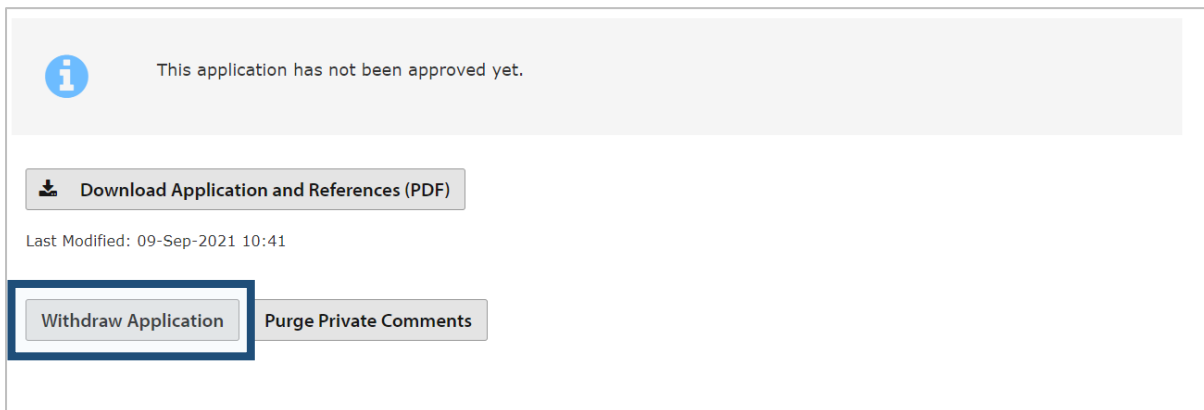 This application has not been approved yet.
Download Application and References (PDF)
Last Modified: 09-Sep-2021 10:41
Withdraw Application Purge Private Comments